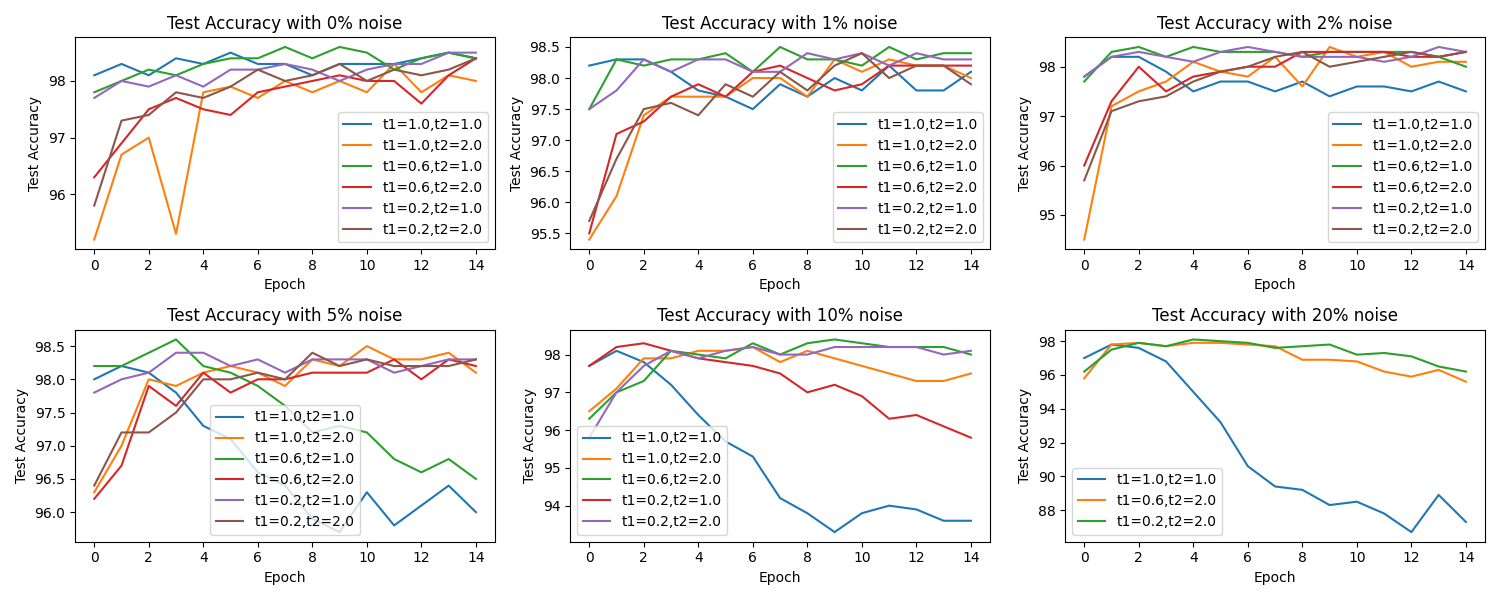 Test Accuracy with 0% noise
Test Accuracy
98
97
96
0 2 4 6 8 10 12 14
Epoch
t1=1.0,t2=1.0
t1=1.0,t2=2.0
t1=0.6,t2=1.0
t1=0.6,t2=2.0
t1=0.2,t2=1.0
t1=0.2,t2=2.0
Test Accuracy with 1% noise
Test Accuracy
98.5
98.0
97.5
97.0
96.5
96.0
95.5
0 2 4 6 8 10 12 14
Epoch
t1=1.0,t2=1.0
t1=1.0,t2=2.0
t1=0.6,t2=1.0
t1=0.6,t2=2.0
t1=0.2,t2=1.0
t1=0.2,t2=2.0
Test Accuracy with 2% noise
Test Accuracy
98
97
96
95
0 2 4 6 8 10 12 14
Epoch
t1=1.0,t2=1.0
t1=1.0,t2=2.0
t1=0.6,t2=1.0
t1=0.6,t2=2.0
t1=0.2,t2=1.0
t1=0.2,t2=2.0
Test Accuracy with 5% noise
Test Accuracy
98.5
98.0
97.5
97.0
96.5
96.0
0 2 4 6 8 10 12 14
Epoch
t1=1.0,t2=1.0
t1=1.0,t2=2.0
t1=0.6,t2=1.0
t1=0.6,t2=2.0
t1=0.2,t2=1.0
t1=0.2,t2=2.0
Test Accuracy with 10% noise
Test Accuracy
98
97
96
95
94
0 2 4 6 8 10 12 14
Epoch
t1=1.0,t2=1.0
t1=1.0,t2=2.0
t1=0.6,t2=2.0
t1=0.2,t2=1.0
t1=0.2,t2=2.0
Test Accuracy with 20% noise
Test Accuracy
98
96
94
92
90
88
0 2 4 6 8 10 12 14
Epoch
t1=1.0,t2=1.0
t1=0.6,t2=2.0
t1=0.2,t2=2.0